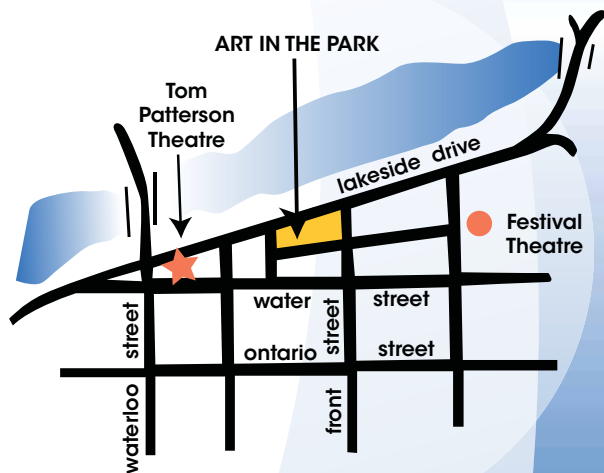 ART IN THE PARK
Tom
Patterson
Theatre
lakeside drive
Festival
Theatre
water street
ontario street
waterloo street
front street